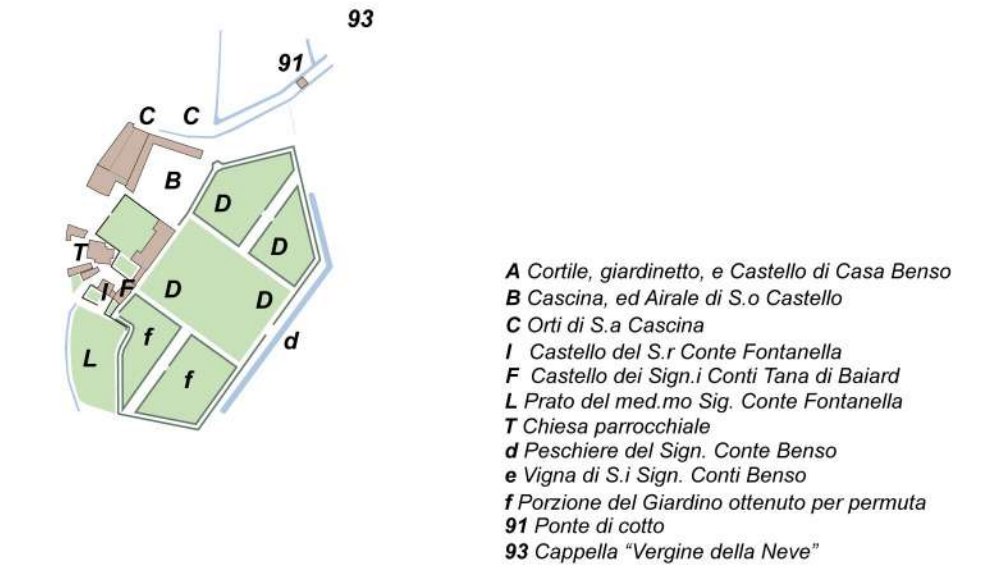 93
91
C C
B
D
T
D
I F
D
D
f
d
L
f
A Cortile, giardinetto, e Castello di Casa Benso
B Cascina, ed Airale di S.o Castello
C Orti di S.a Cascina
I Castello del S.r Conte Fontanella
F Castello dei Sign.i Conti Tana di Baiard
L Prato del med.mo Sig. Conte Fontanella
T Chiesa parrocchiale
d Peschiere del Sign. Conte Benso
e Vigna di S.i Sign. Conti Benso
f Porzione del Giardino ottenuto per permuta
91 Ponte di cotto
93 Cappella “Vergine della Neve”